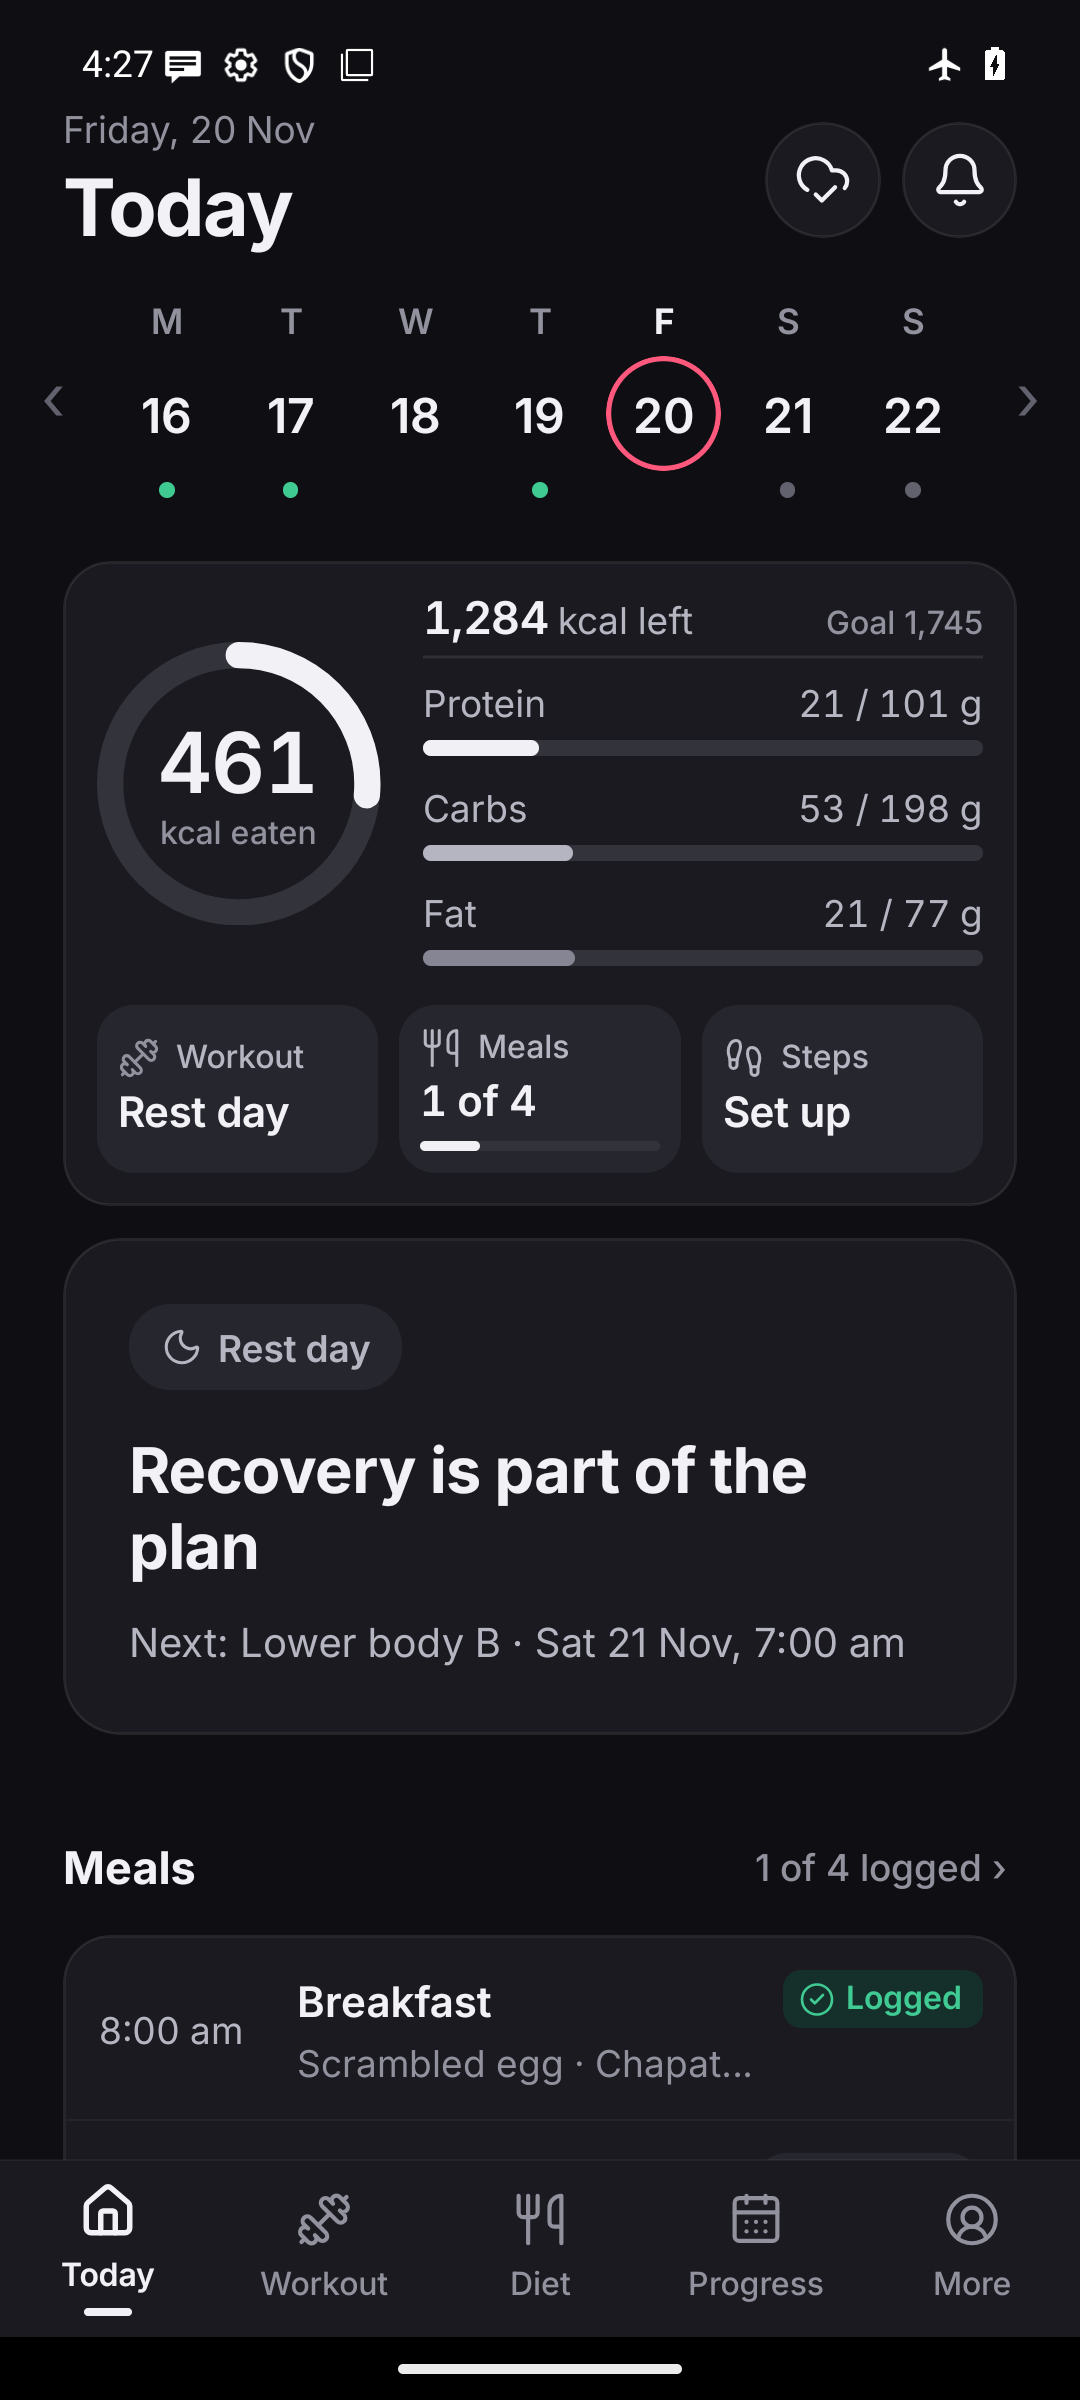 4:27
Friday, 20 Nov
Today
M T W T F S S
‹ 16 17 18 19 20 21 22 ›
1,284 kcal left Goal 1,745
461
kcal eaten
Protein 21 / 101 g
Carbs 53 / 198 g
Fat 21 / 77 g
Workout
Rest day
Meals
1 of 4
Steps
Set up
Rest day
Recovery is part of the
plan
Next: Lower body B · Sat 21 Nov, 7:00 am
Meals 1 of 4 logged ›
8:00 am
Breakfast
Logged
Scrambled egg · Chapat...
Today Workout Diet Progress More